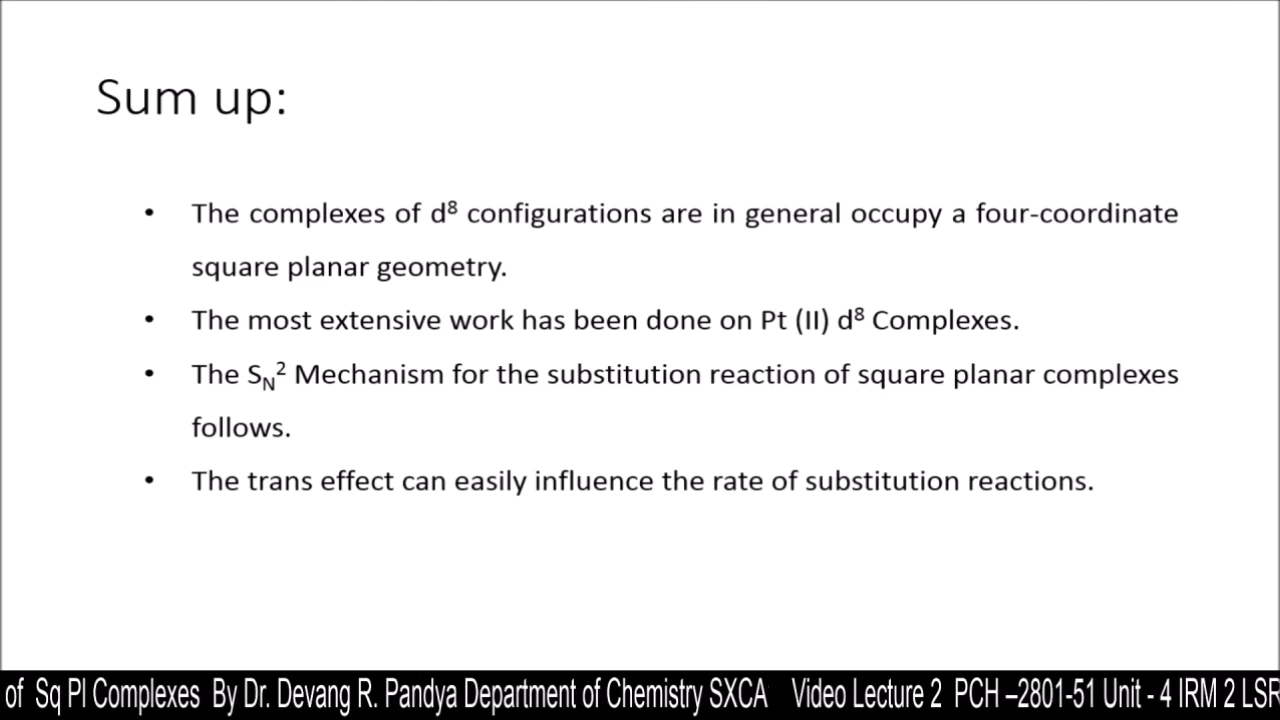 Sum up:
• The complexes of d⁸ configurations are in general occupy a four-coordinate
square planar geometry.
• The most extensive work has been done on Pt (II) d⁸ Complexes.
• The Sₙ² Mechanism for the substitution reaction of square planar complexes
follows.
• The trans effect can easily influence the rate of substitution reactions.
of Sq Pl Complexes By Dr. Devang R. Pandya Department of Chemistry SXCA Video Lecture 2 PCH –2801-51 Unit - 4 IRM 2 LSR